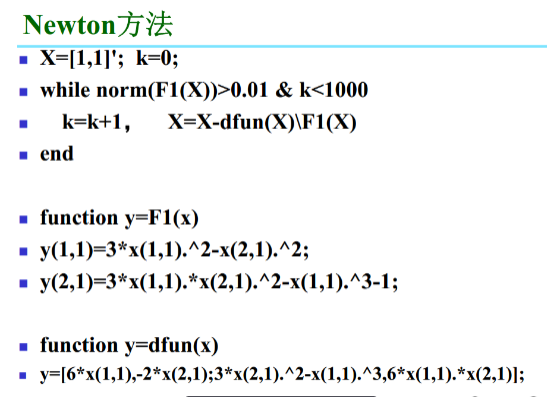 Newton方法
X=[1,1]'; k=0;
while norm(F1(X))>0.01 & k<1000
k=k+1, X=X-dfun(X)\F1(X)
end
function y=F1(x)
y(1,1)=3*x(1,1).^2-x(2,1).^2;
y(2,1)=3*x(1,1).*x(2,1).^2-x(1,1).^3-1;
function y=dfun(x)
y=[6*x(1,1),-2*x(2,1);3*x(2,1).^2-x(1,1).^3,6*x(1,1).*x(2,1)];